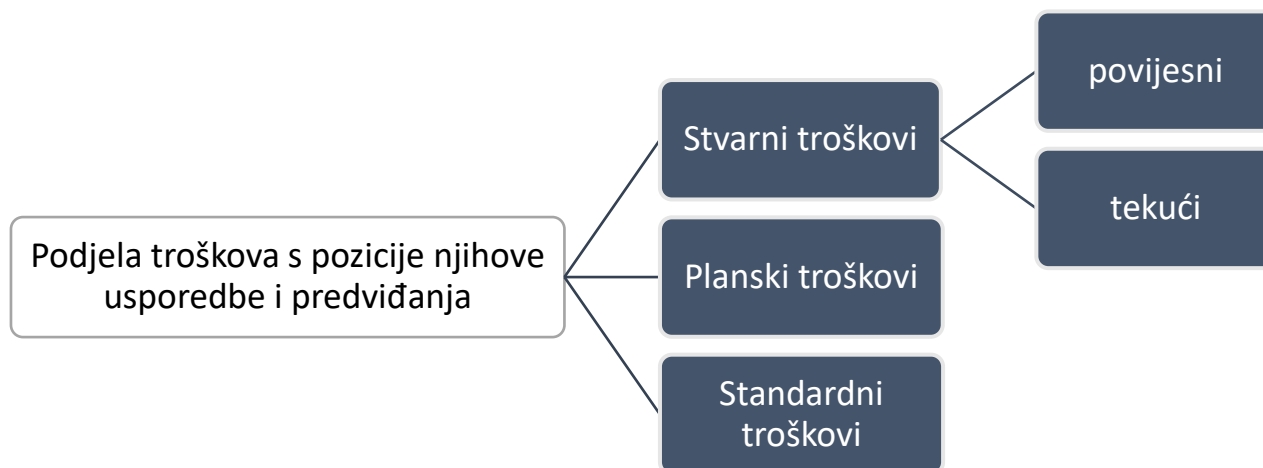 Podjela troškova s pozicije njihove
usporedbe i predviđanja
Stvarni troškovi
povijesni
tekući
Planski troškovi
Standardni
troškovi